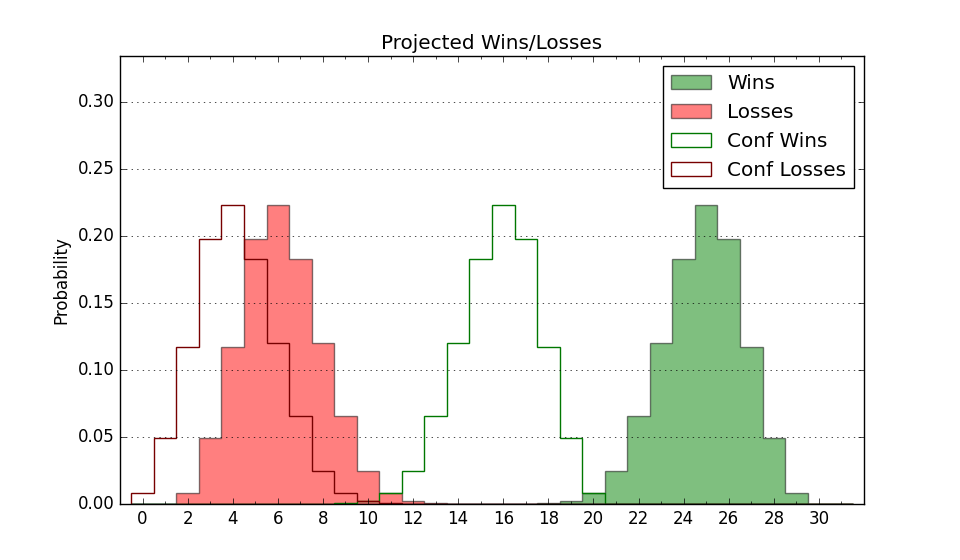 Projected Wins/Losses
Wins
Losses
Conf Wins
Conf Losses
Probability
0.30
0.25
0.20
0.15
0.10
0.05
0.00
0 2 4 6 8 10 12 14 16 18 20 22 24 26 28 30